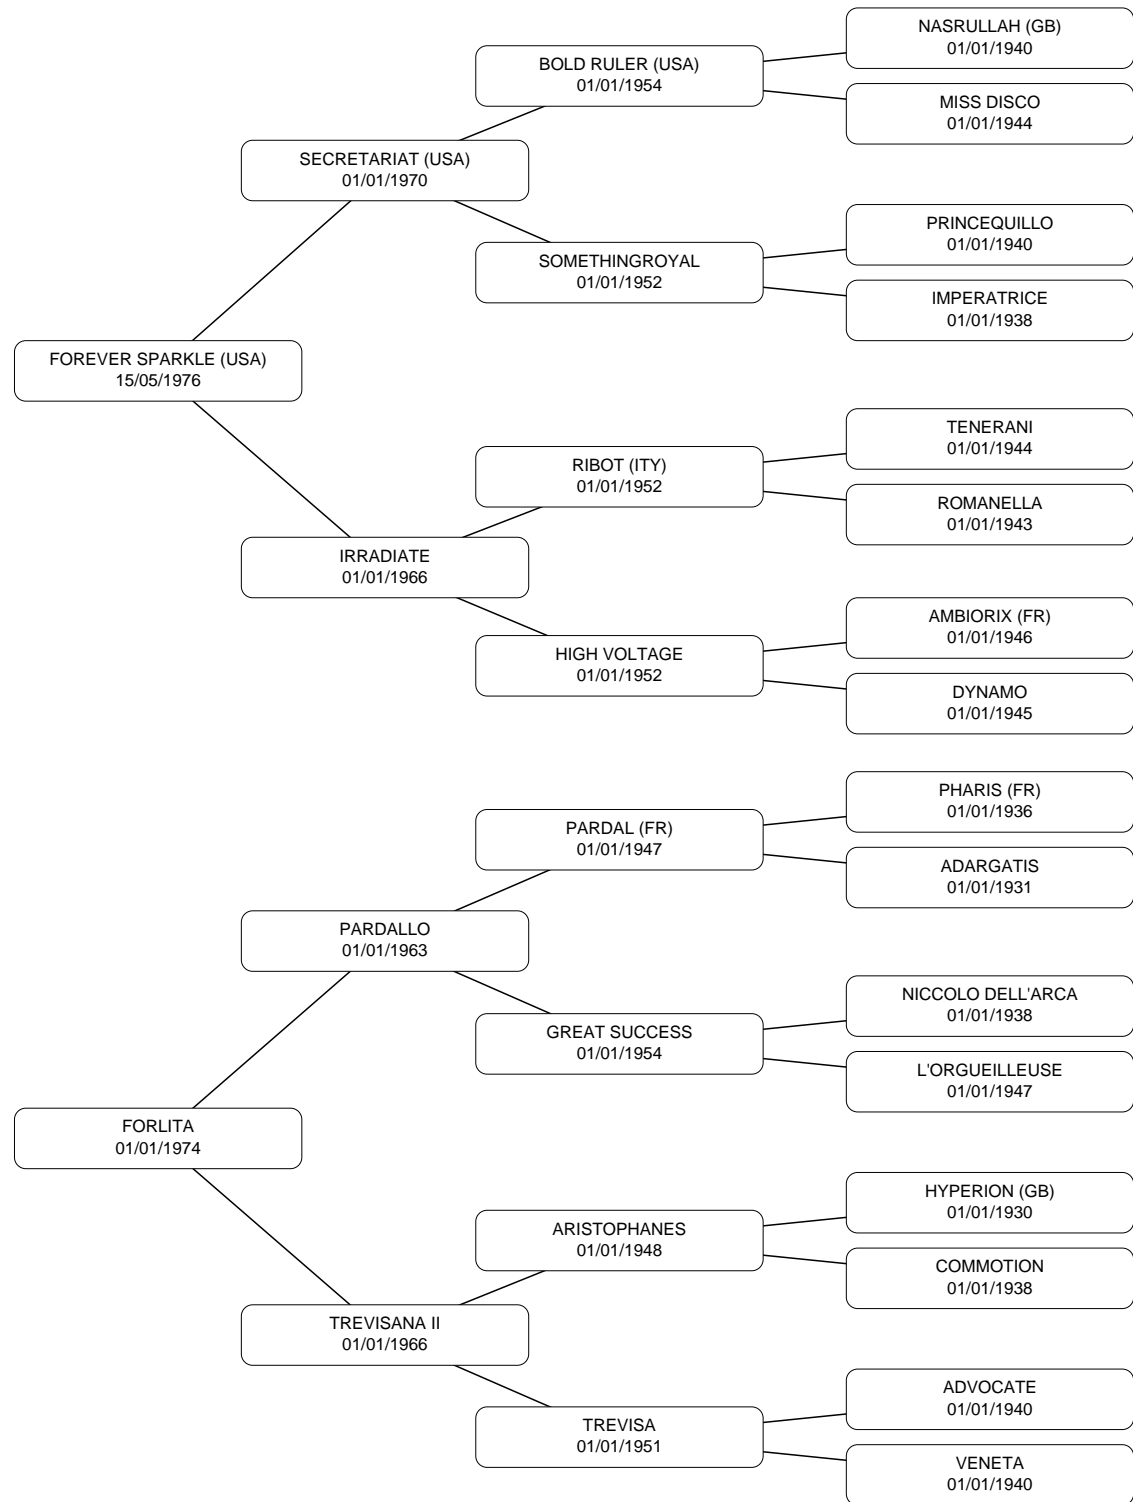 NASRULLAH (GB)
01/01/1940
BOLD RULER (USA)
01/01/1954
MISS DISCO
01/01/1944
SECRETARIAT (USA)
01/01/1970
PRINCEQUILLO
01/01/1940
SOMETHINGROYAL
01/01/1952
IMPERATRICE
01/01/1938
FOREVER SPARKLE (USA)
15/05/1976
TENERANI
01/01/1944
RIBOT (ITY)
01/01/1952
ROMANELLA
01/01/1943
IRRADIATE
01/01/1966
AMBIORIX (FR)
01/01/1946
HIGH VOLTAGE
01/01/1952
DYNAMO
01/01/1945
PHARIS (FR)
01/01/1936
PARDAL (FR)
01/01/1947
ADARGATIS
01/01/1931
PARDALLO
01/01/1963
NICCOLO DELL'ARCA
01/01/1938
GREAT SUCCESS
01/01/1954
L'ORGUEILLEUSE
01/01/1947
FORLITA
01/01/1974
HYPERION (GB)
01/01/1930
ARISTOPHANES
01/01/1948
COMMOTION
01/01/1938
TREVISANA II
01/01/1966
ADVOCATE
01/01/1940
TREVISA
01/01/1951
VENETA
01/01/1940